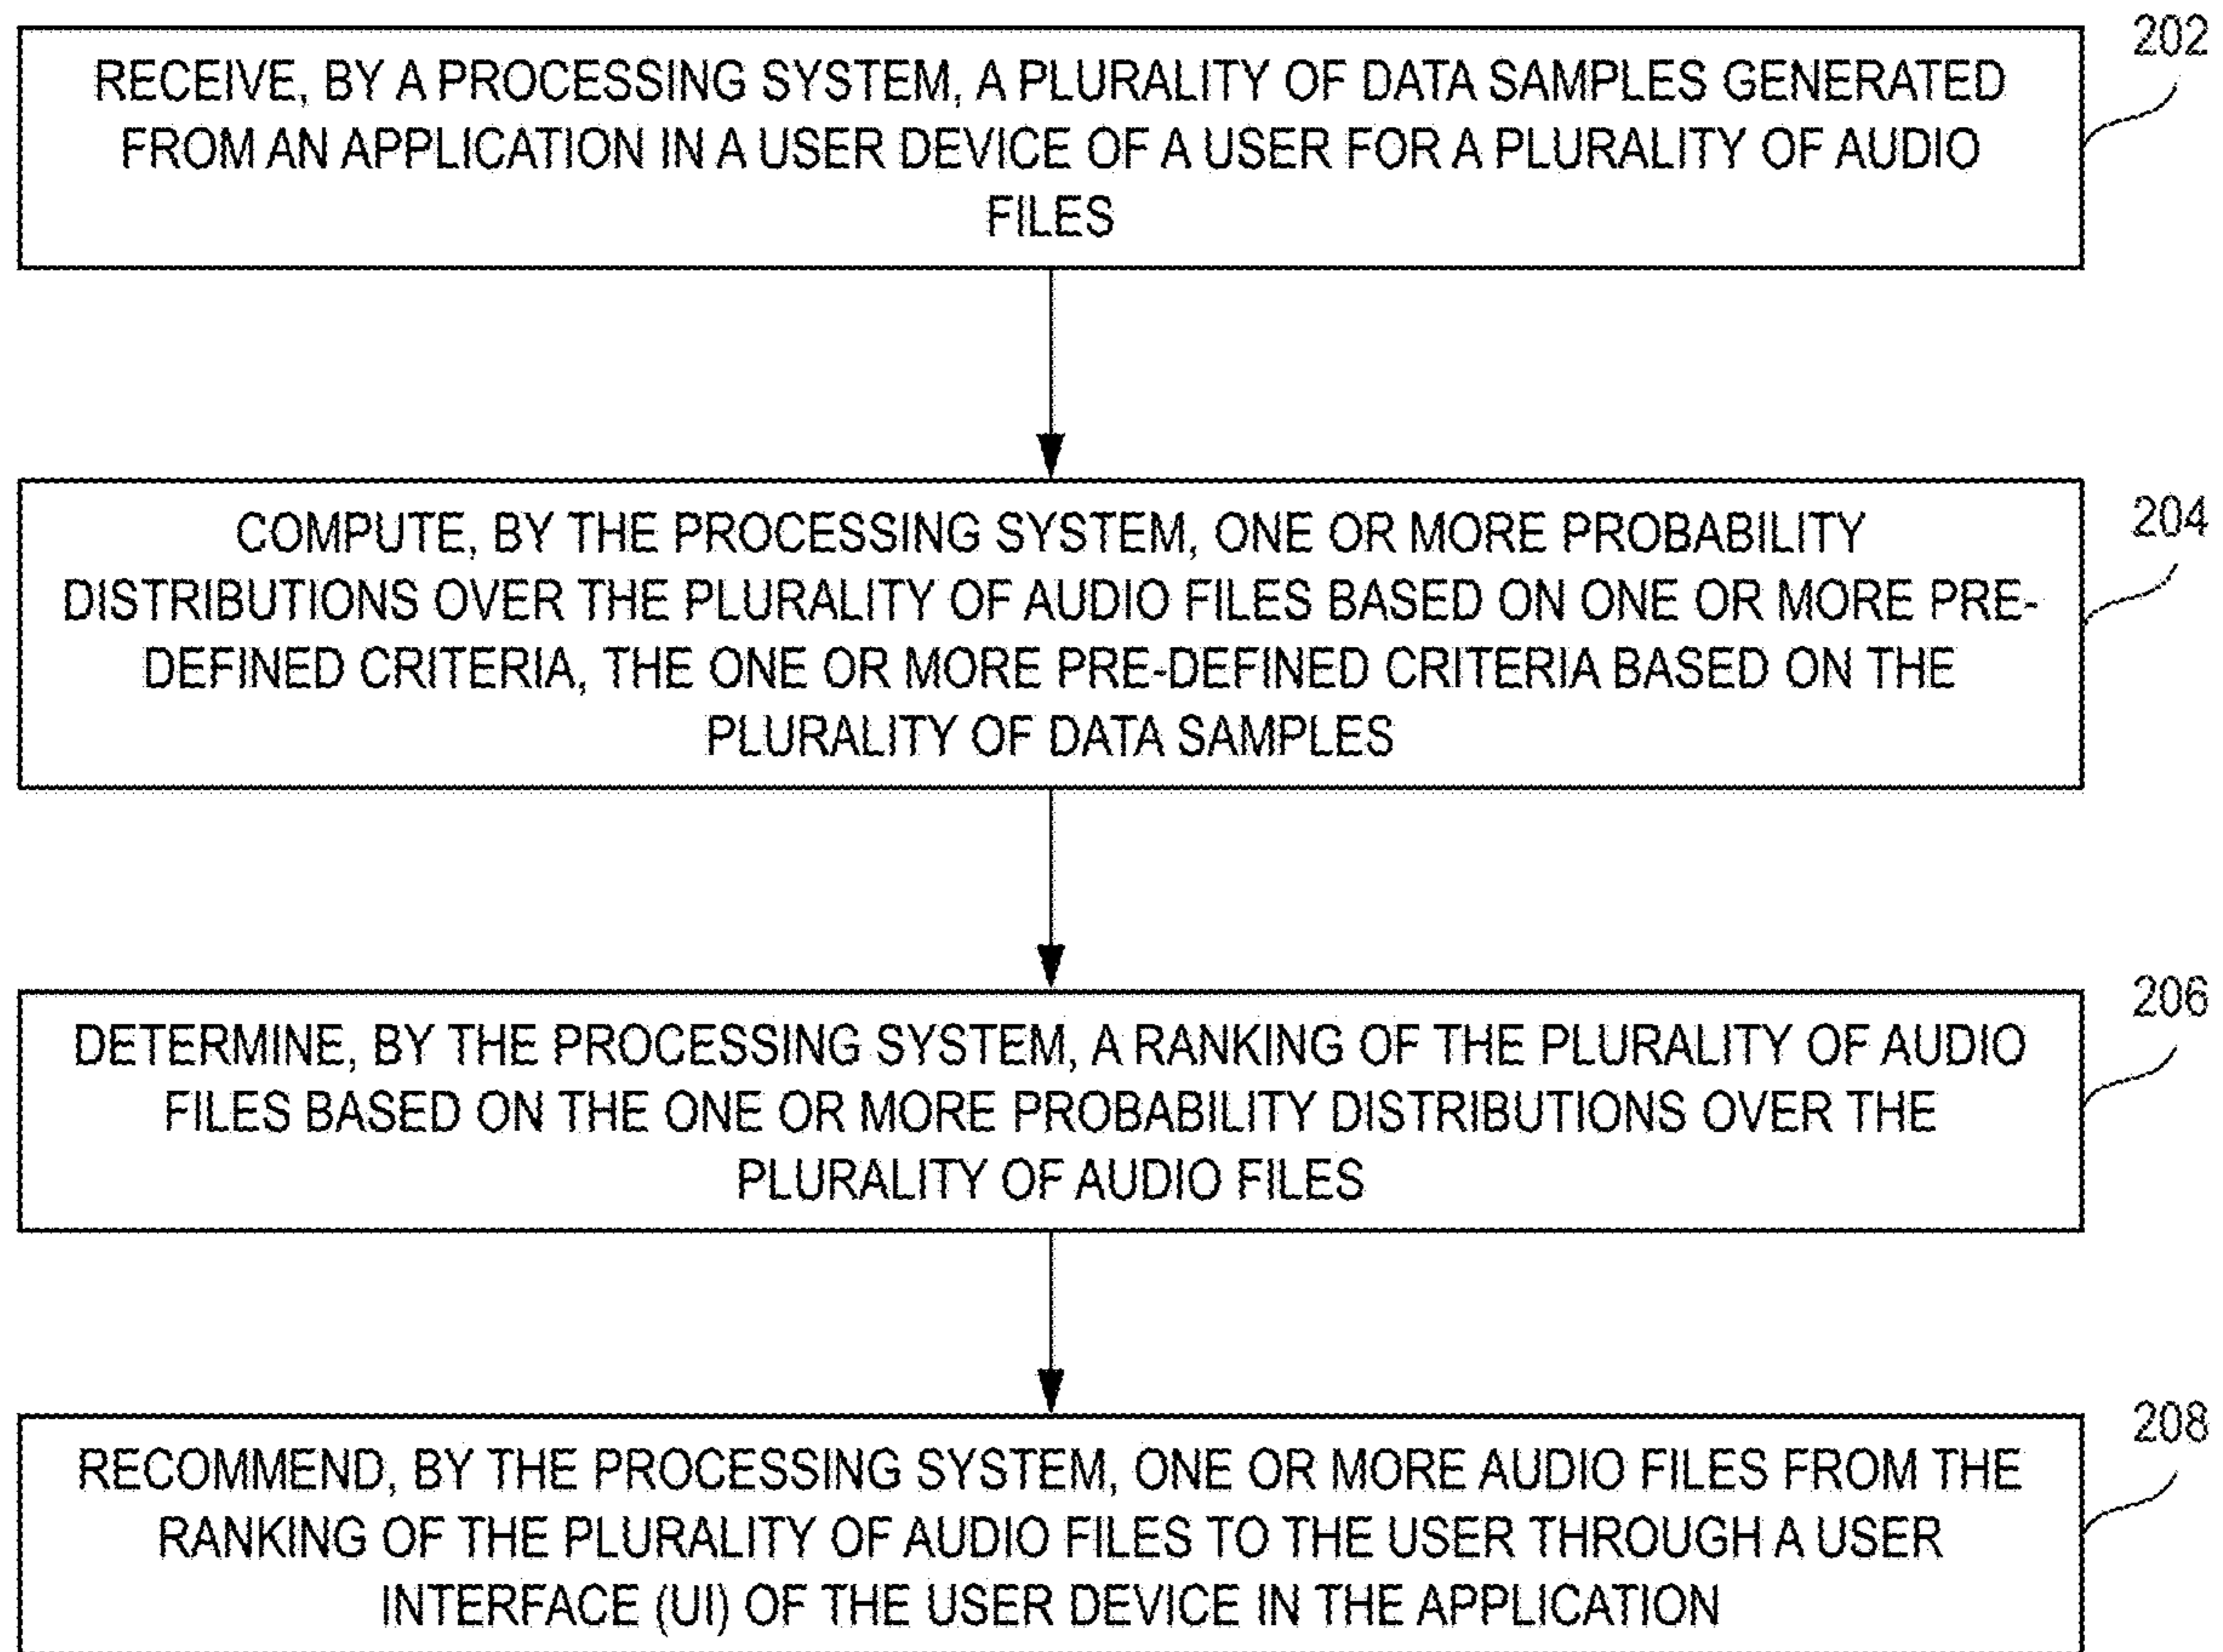 202
RECEIVE, BY A PROCESSING SYSTEM, A PLURALITY OF DATA SAMPLES GENERATED
FROM AN APPLICATION IN A USER DEVICE OF A USER FOR A PLURALITY OF AUDIO
FILES
204
COMPUTE, BY THE PROCESSING SYSTEM, ONE OR MORE PROBABILITY
DISTRIBUTIONS OVER THE PLURALITY OF AUDIO FILES BASED ON ONE OR MORE PRE-
DEFINED CRITERIA, THE ONE OR MORE PRE-DEFINED CRITERIA BASED ON THE
PLURALITY OF DATA SAMPLES
206
DETERMINE, BY THE PROCESSING SYSTEM, A RANKING OF THE PLURALITY OF AUDIO
FILES BASED ON THE ONE OR MORE PROBABILITY DISTRIBUTIONS OVER THE
PLURALITY OF AUDIO FILES
208
RECOMMEND, BY THE PROCESSING SYSTEM, ONE OR MORE AUDIO FILES FROM THE
RANKING OF THE PLURALITY OF AUDIO FILES TO THE USER THROUGH A USER
INTERFACE (UI) OF THE USER DEVICE IN THE APPLICATION